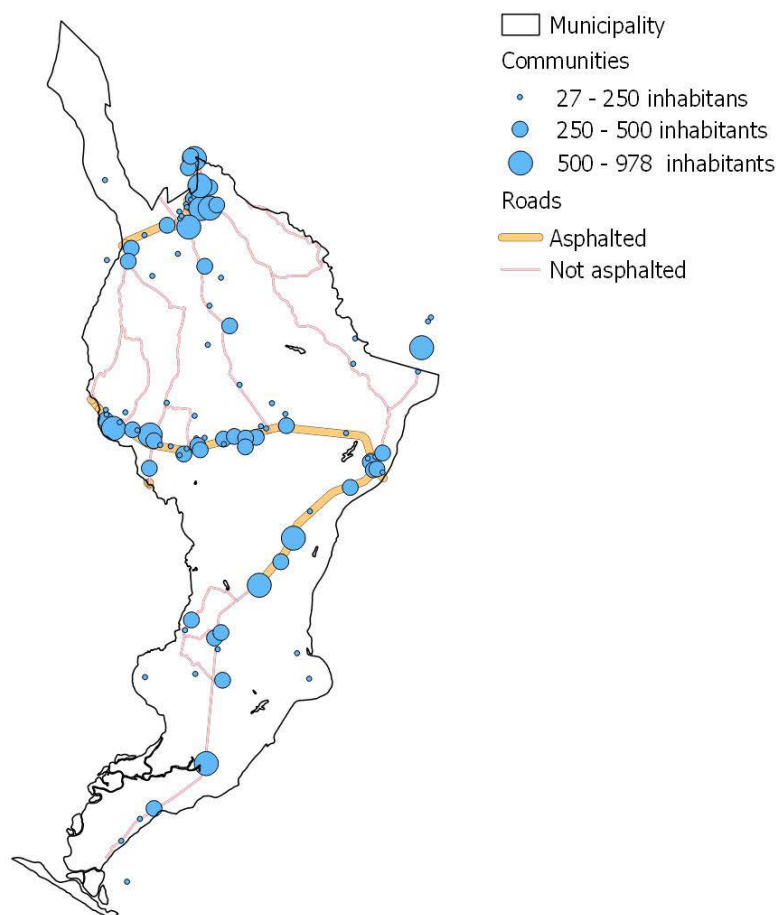 Municipality
Communities
27 - 250 inhabitans
250 - 500 inhabitants
500 - 978 inhabitants
Roads
Asphalted
Not asphalted